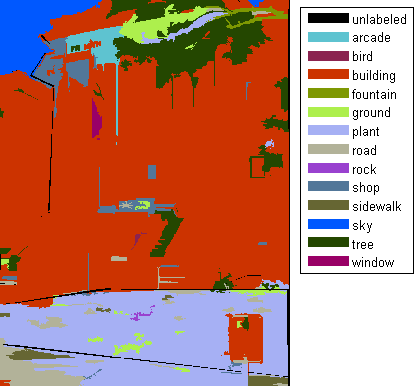 unlabeled
arcade
bird
building
fountain
ground
plant
road
rock
shop
sidewalk
sky
tree
window